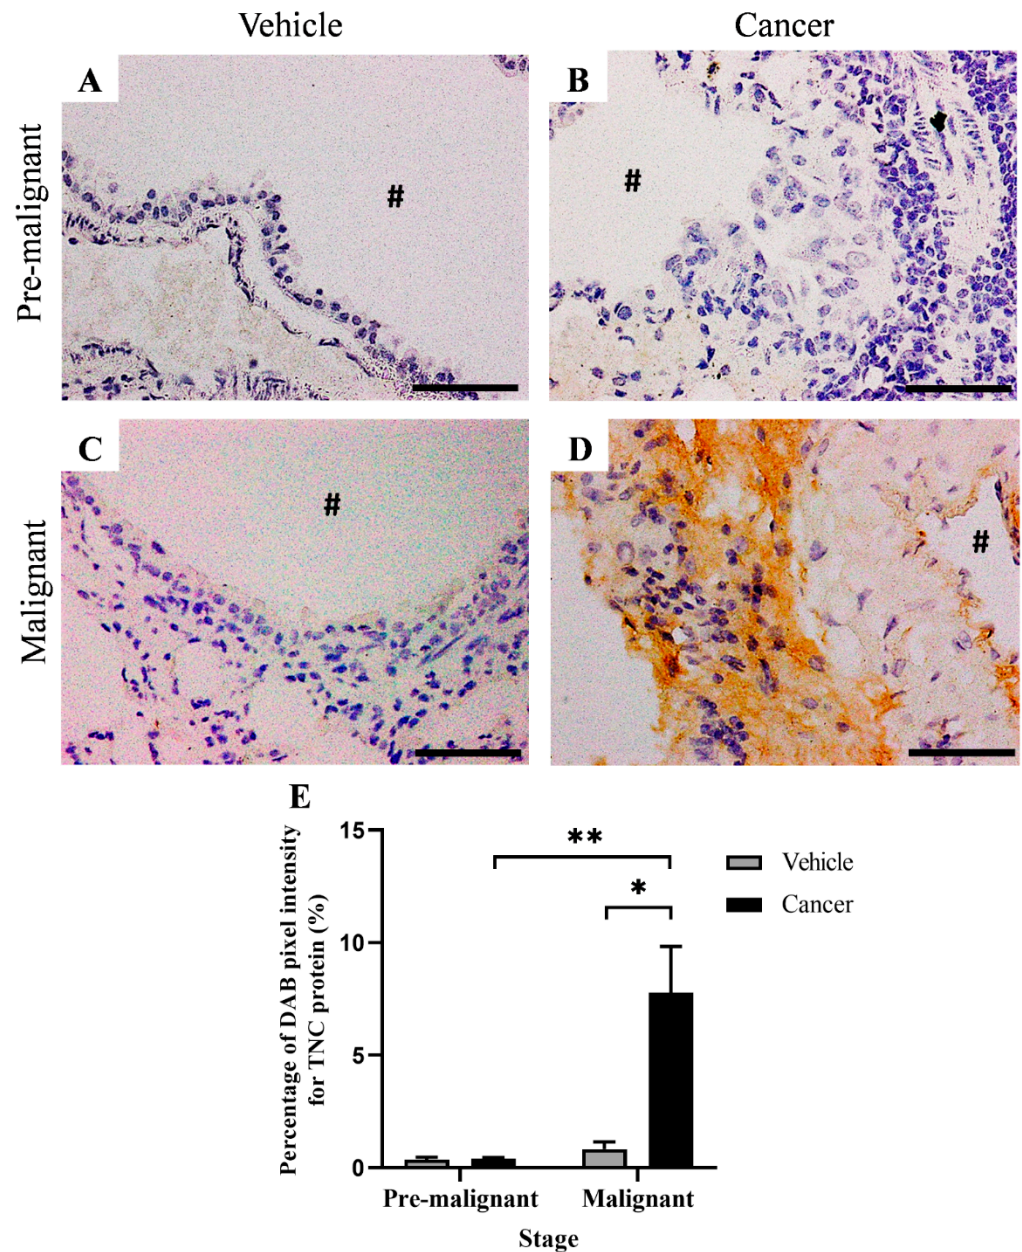 Vehicle
Cancer
Pre-malignant
A
#
B
#
Malignant
C
#
D
#
E
Percentage of DAB pixel intensity
for TNC protein (%)
15
10
5
0
**
*
Vehicle
Cancer
Pre-malignant
Malignant
Stage